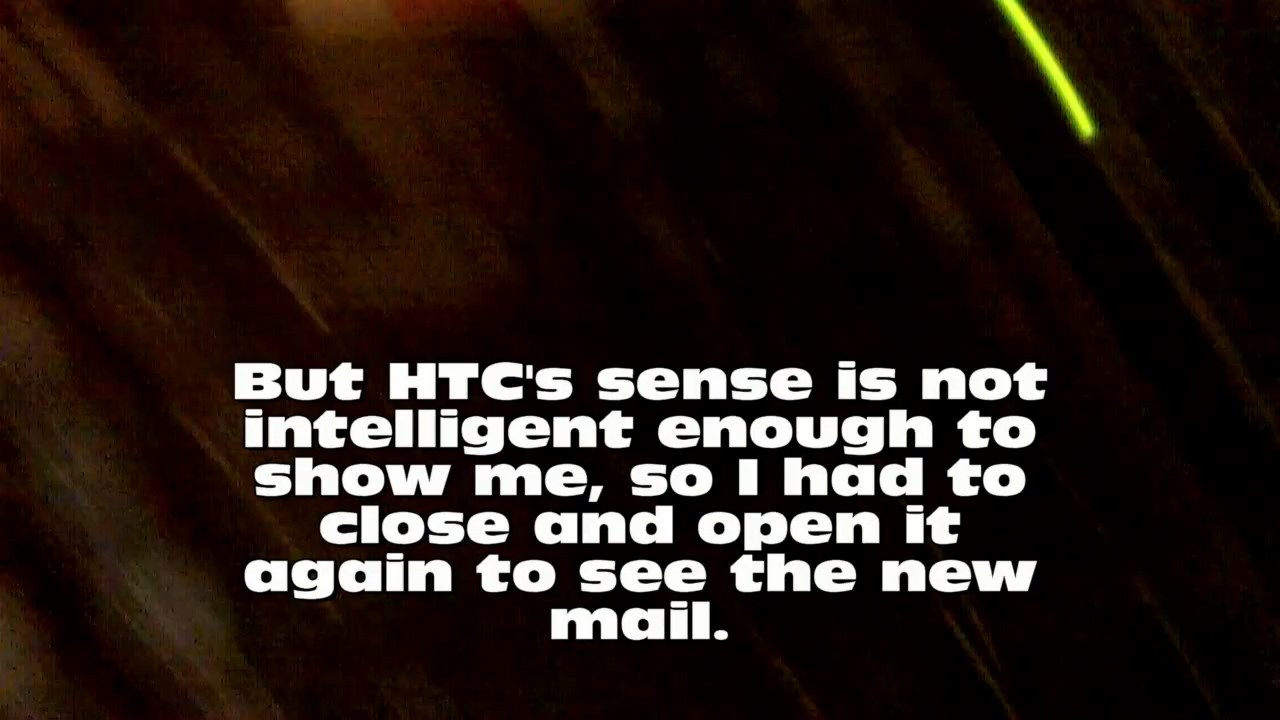 But HTC's sense is not
intelligent enough to
show me, so I had to
close and open it
again to see the new
mail.